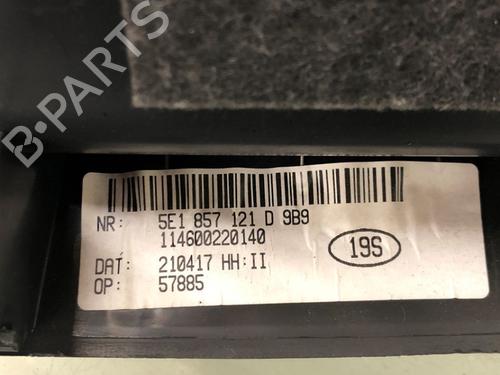 B-PARTS
NR: 5E1 857 121 D 9B9
114600220140
19S
DAT: 210417 HH:II
OP: 57885